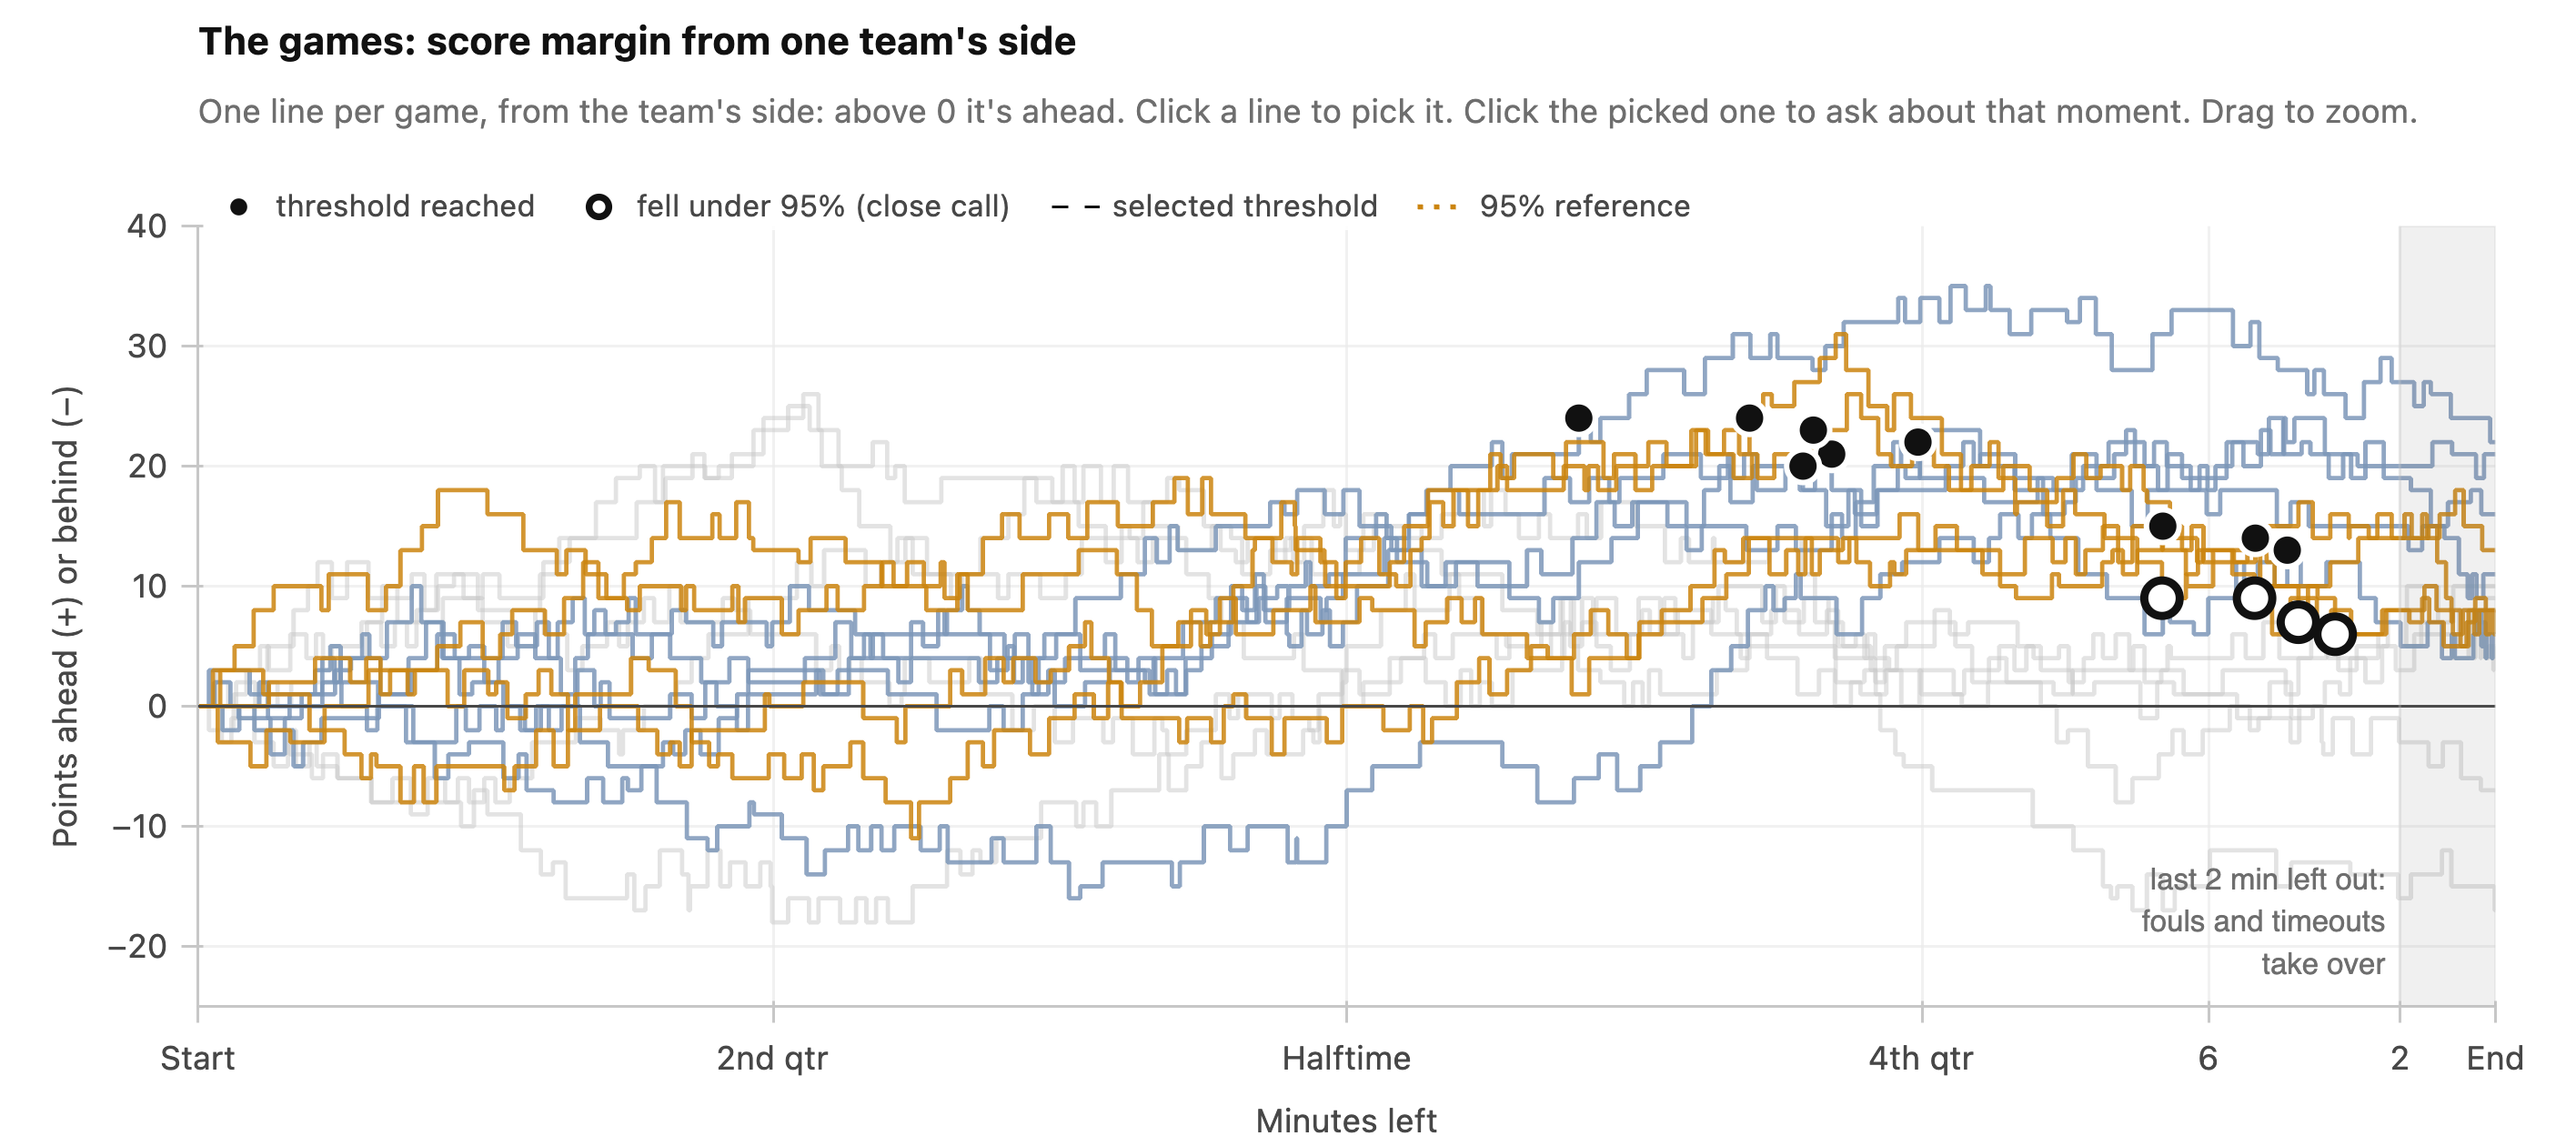 The games: score margin from one team's side
One line per game, from the team's side: above 0 it's ahead. Click a line to pick it. Click the picked one to ask about that moment. Drag to zoom.
threshold reached
fell under 95% (close call)
selected threshold
95% reference
Points ahead (+) or behind (−)
40
30
20
10
0
−10
−20
last 2 min left out:
fouls and timeouts
take over
Start
2nd qtr
Halftime
4th qtr
6
2
End
Minutes left